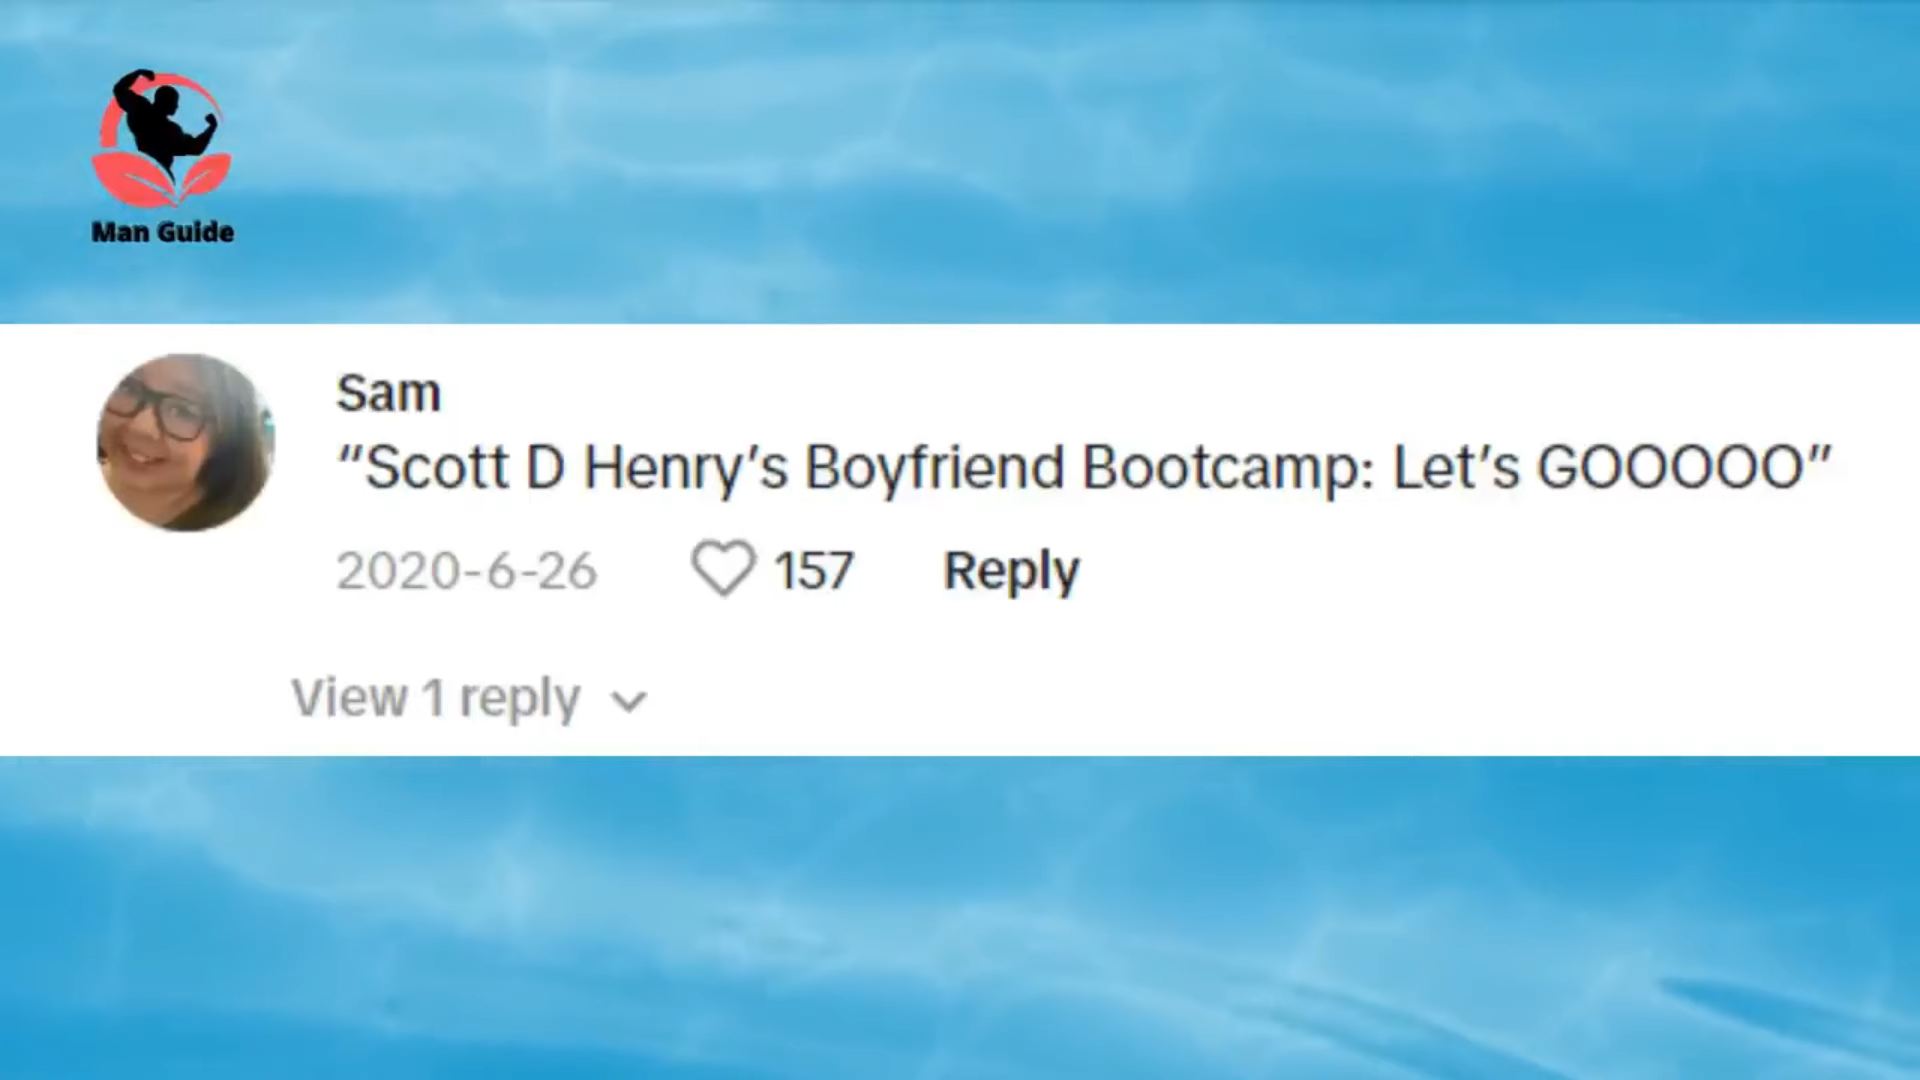 Man Guide
Sam
“Scott D Henry’s Boyfriend Bootcamp: Let’s GOOOOO”
2020-6-26 157 Reply
View 1 reply